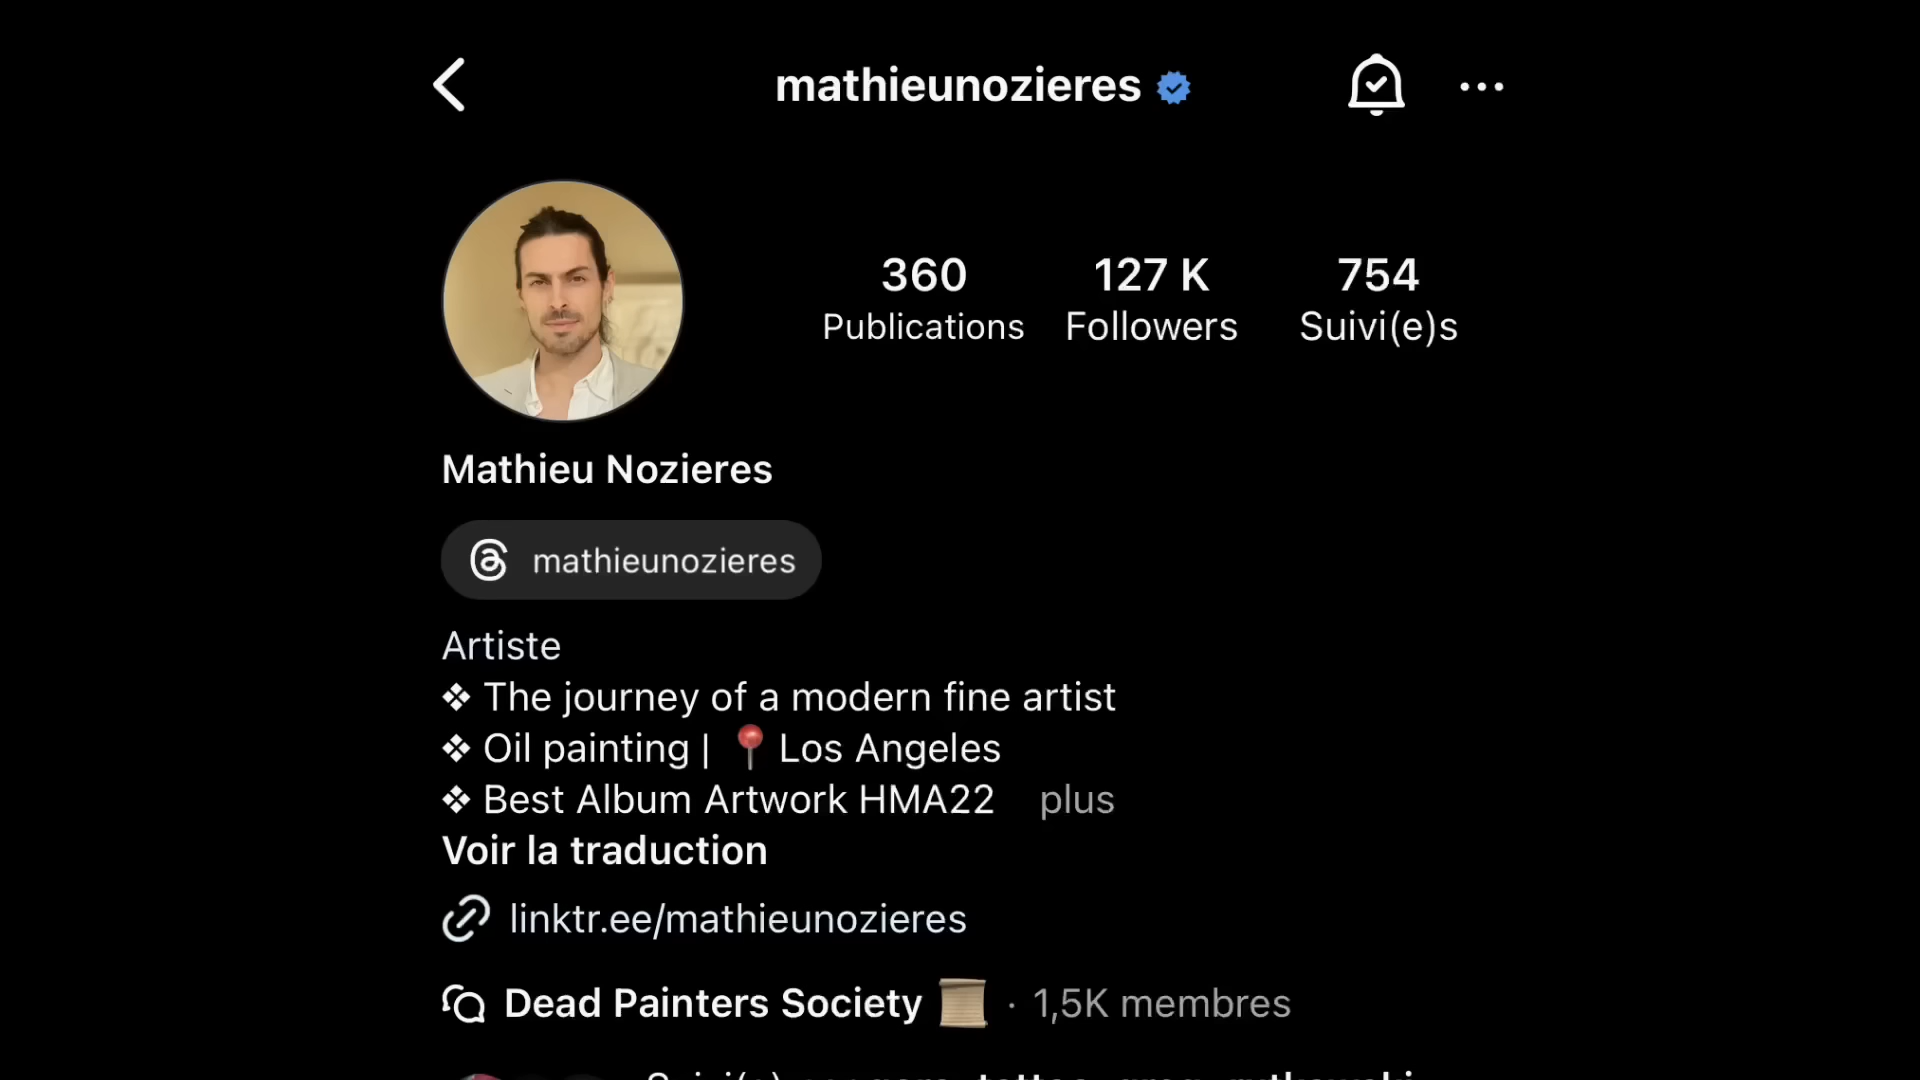 mathieunozieres
360 127 K 754
Publications Followers Suivi(e)s
Mathieu Nozieres
mathieunozieres
Artiste
❖ The journey of a modern fine artist
❖ Oil painting | 📍 Los Angeles
❖ Best Album Artwork HMA22 plus
Voir la traduction
linktr.ee/mathieunozieres
Dead Painters Society 📜 · 1,5K membres